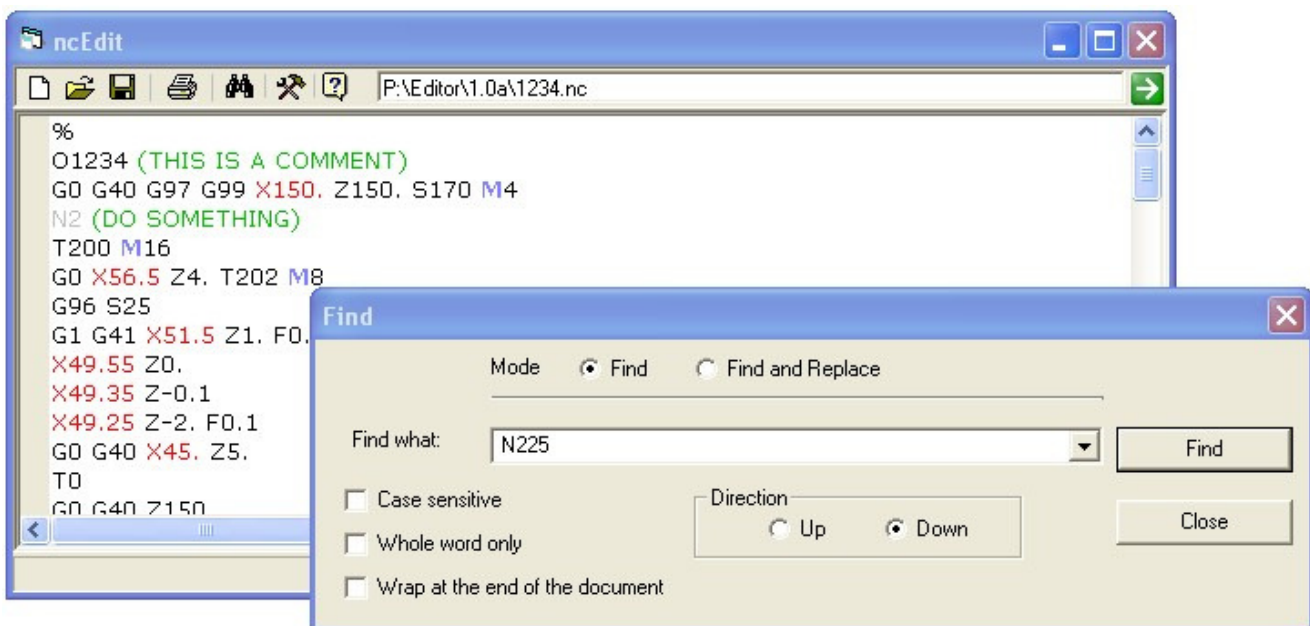 ncEdit
P:\Editor\1.0a\1234.nc
%
O1234 (THIS IS A COMMENT)
G0 G40 G97 G99 X150. Z150. S170 M4
N2 (DO SOMETHING)
T200 M16
G0 X56.5 Z4. T202 M8
G96 S25
G1 G41 X51.5 Z1. F0.
X49.55 Z0.
X49.35 Z-0.1
X49.25 Z-2. F0.1
G0 G40 X45. Z5.
T0
G0 G40 Z150
Find
Mode Find Find and Replace
Find what: N225 Find
Case sensitive Direction
Up Down Close
Whole word only
Wrap at the end of the document